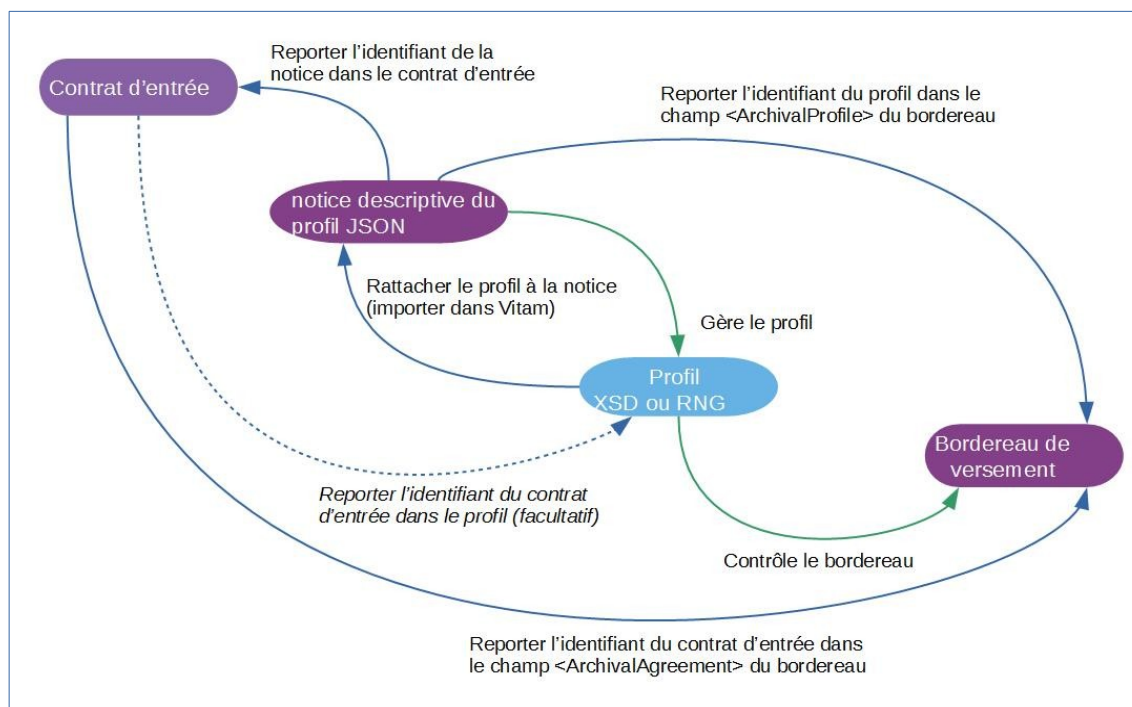 Reporter l’identifiant de la
notice dans le contrat d’entrée
Contrat d’entrée
Reporter l’identifiant du profil dans le
champ <ArchivalProfile> du bordereau
notice descriptive du
profil JSON
Rattacher le profil à la notice
(importer dans Vitam)
Gère le profil
Profil
XSD ou RNG
Bordereau de
versement
Reporter l’identifiant du contrat
d’entrée dans le profil (facultatif)
Contrôle le bordereau
Reporter l’identifiant du contrat d’entrée dans
le champ <ArchivalAgreement> du bordereau